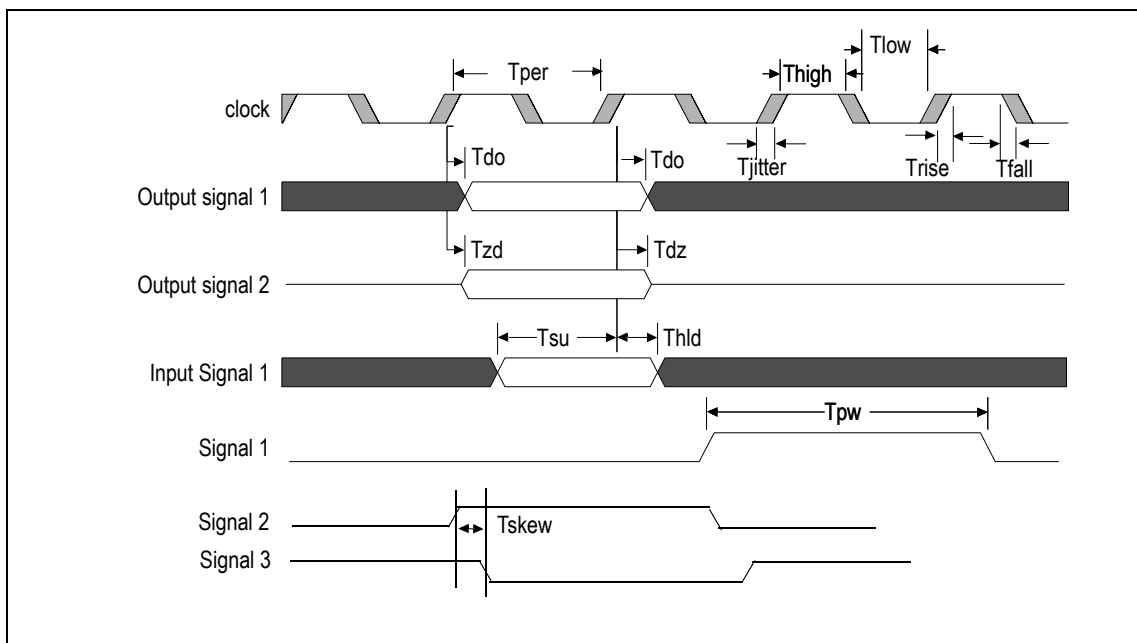 Tlow
Tper
Thigh
clock
Tdo
Tdo
Tjitter
Trise
Tfall
Output signal 1
Tzd
Tdz
Output signal 2
Tsu
Thld
Input Signal 1
Tpw
Signal 1
Signal 2
Tskew
Signal 3